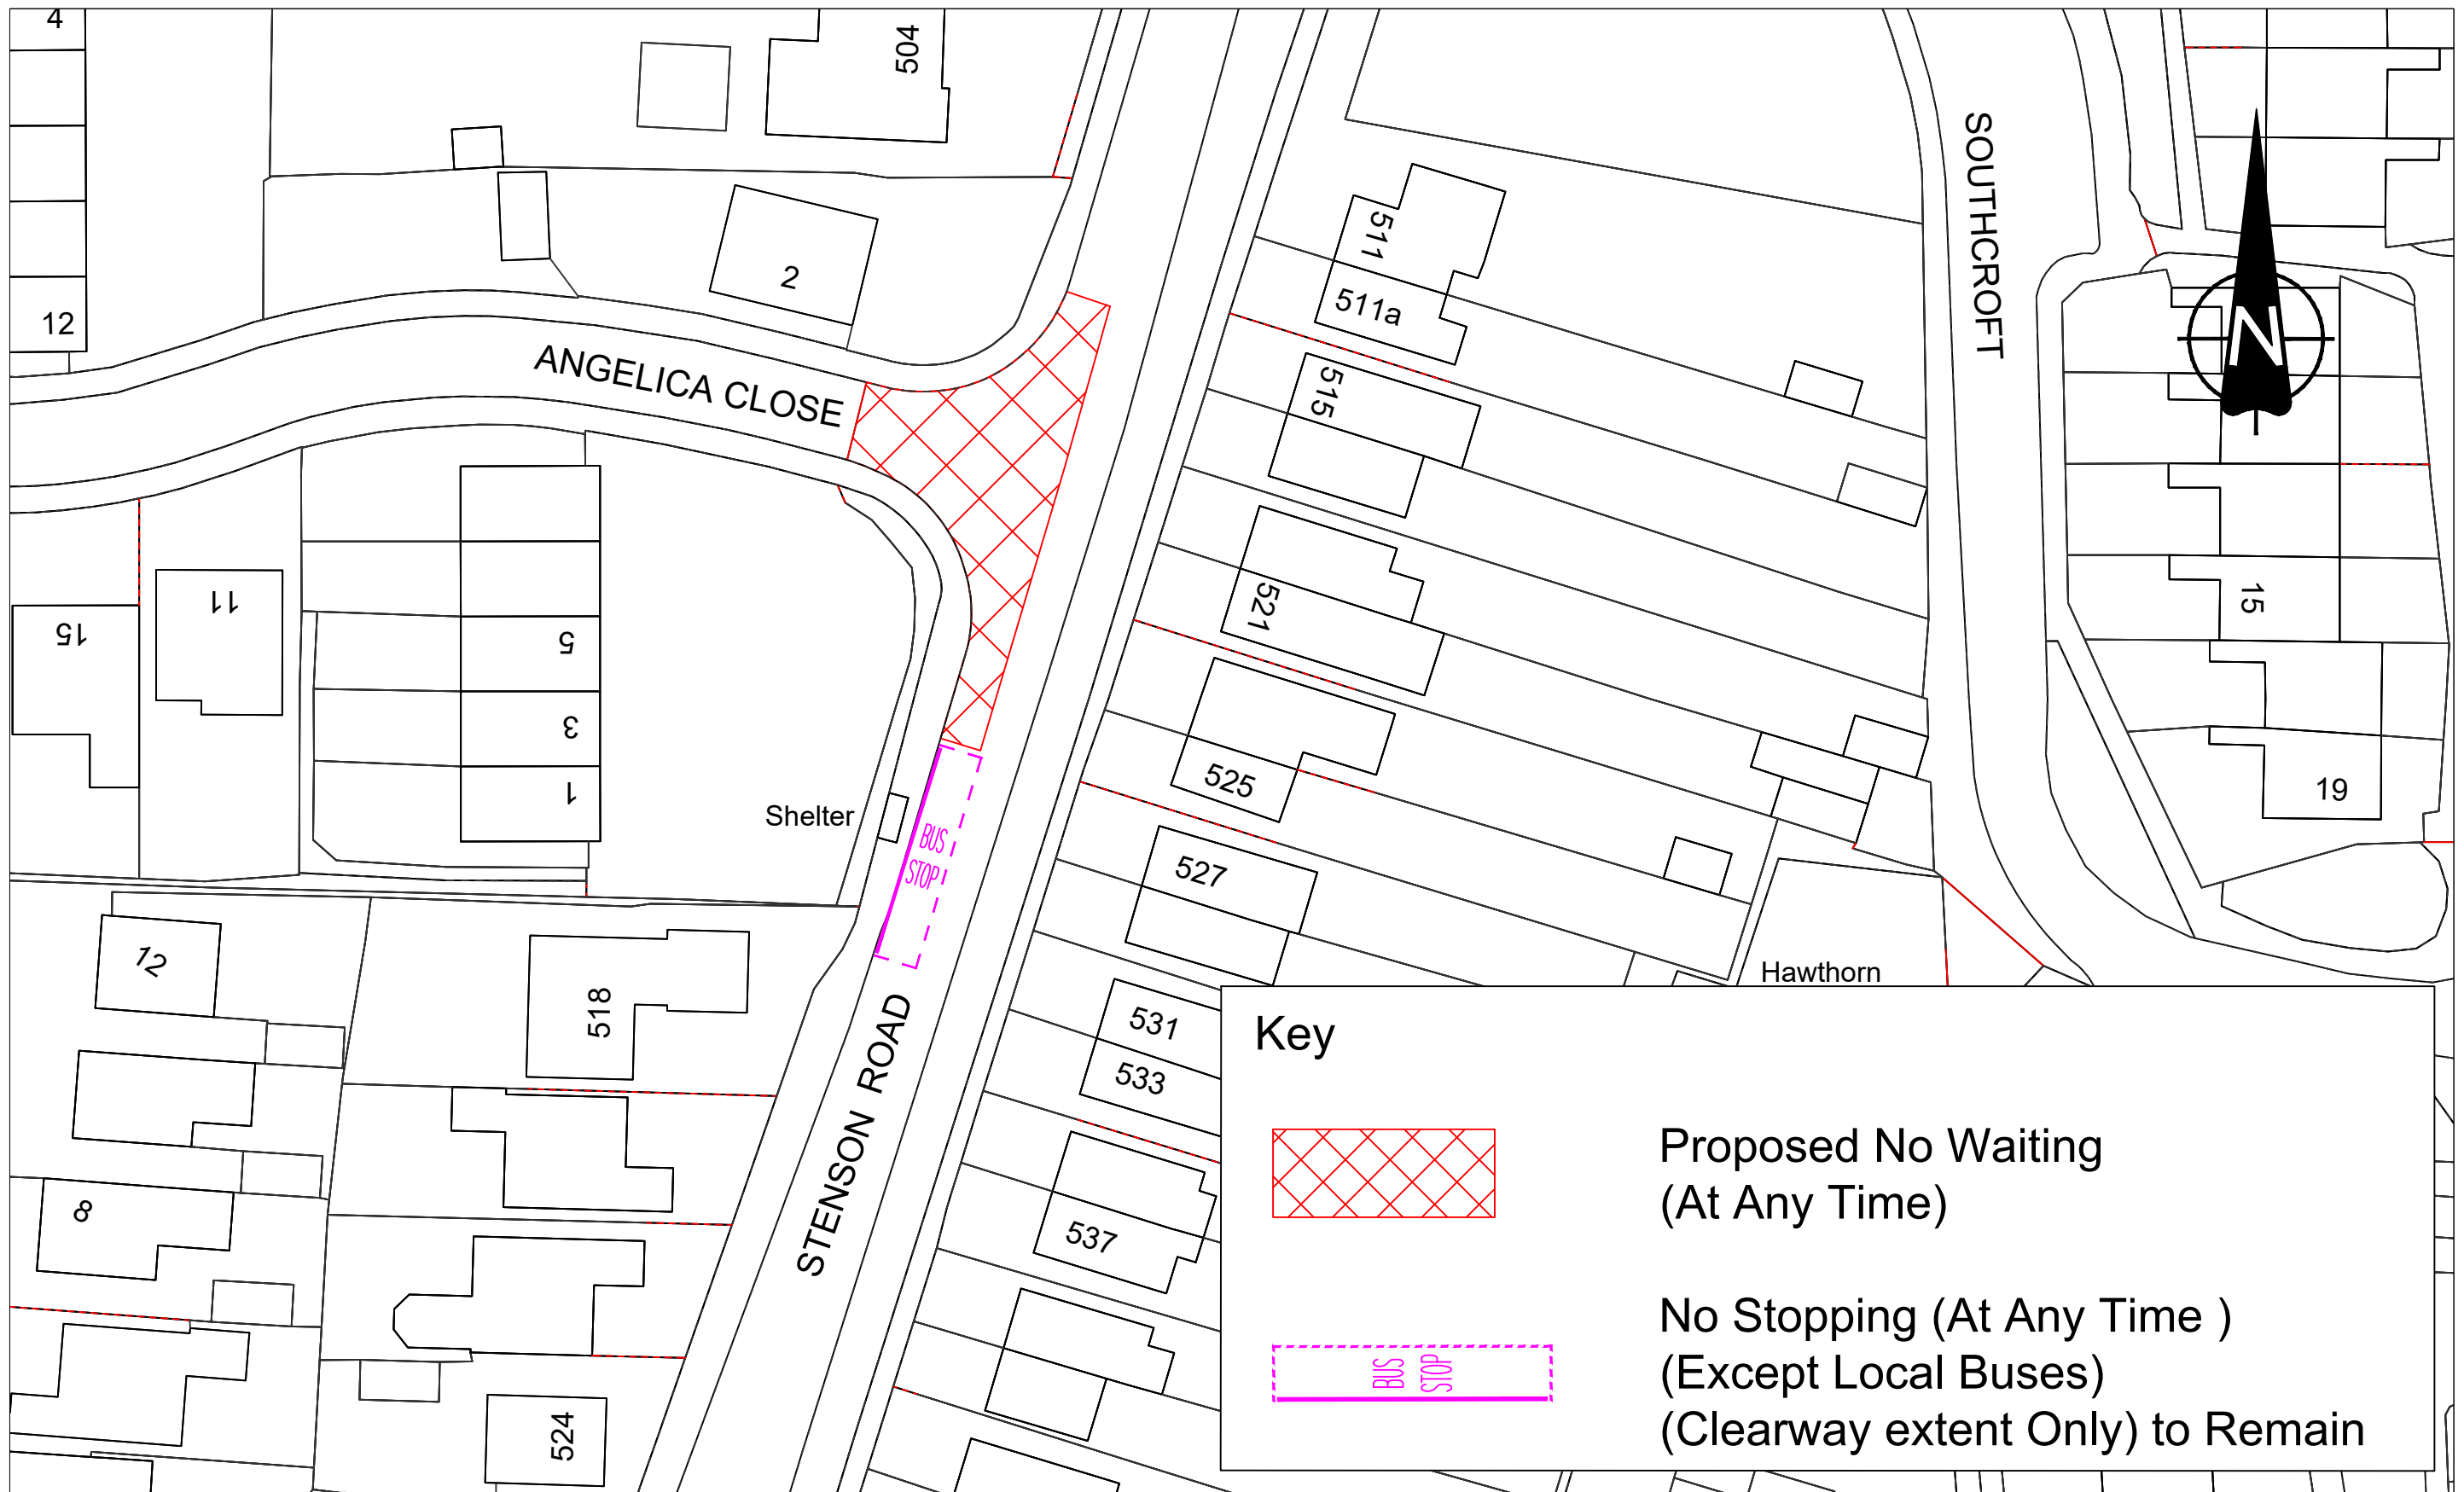 4
504
SOUTHCROFT
2
511
12
511a
N
ANGELICA CLOSE
515
11
15
5
521
15
3
525
1
19
Shelter
BUS
STOP
527
12
Hawthorn
518
531
STENSON ROAD
533
8
537
524
Key
Proposed No Waiting
(At Any Time)
BUS
STOP
No Stopping (At Any Time )
(Except Local Buses)
(Clearway extent Only) to Remain